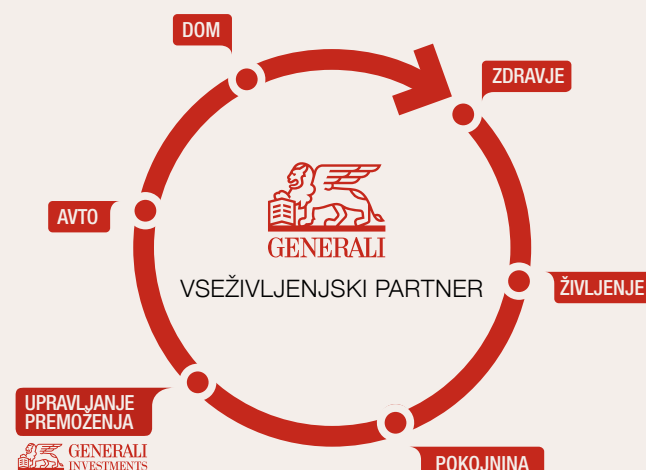 DOM
ZDRAVJE
AVTO
GENERALI
VSEŽIVLJENJSKI PARTNER
ŽIVLJENJE
UPRAVLJANJE
PREMOŽENJA
GENERALI
INVESTMENTS
POKOJNINA